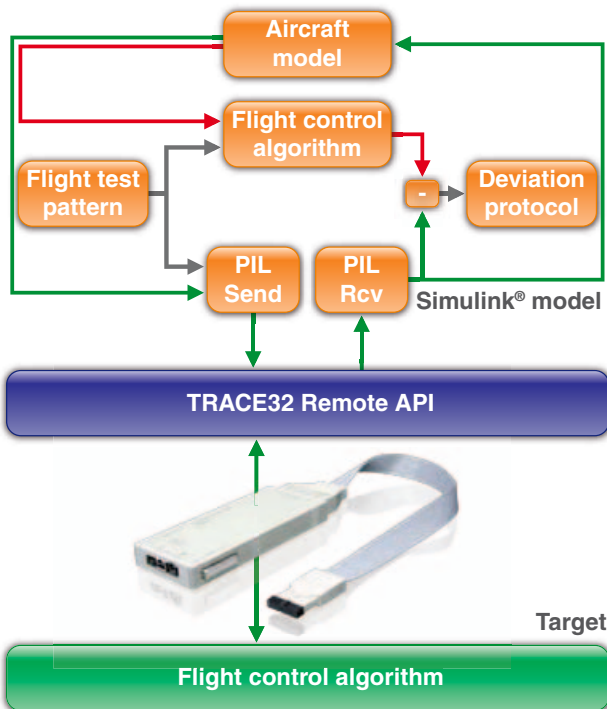 Aircraft
model
Flight control
algorithm
Flight test
pattern
-
Deviation
protocol
PIL
Send
PIL
Rcv
Simulink® model
TRACE32 Remote API
Target
Flight control algorithm